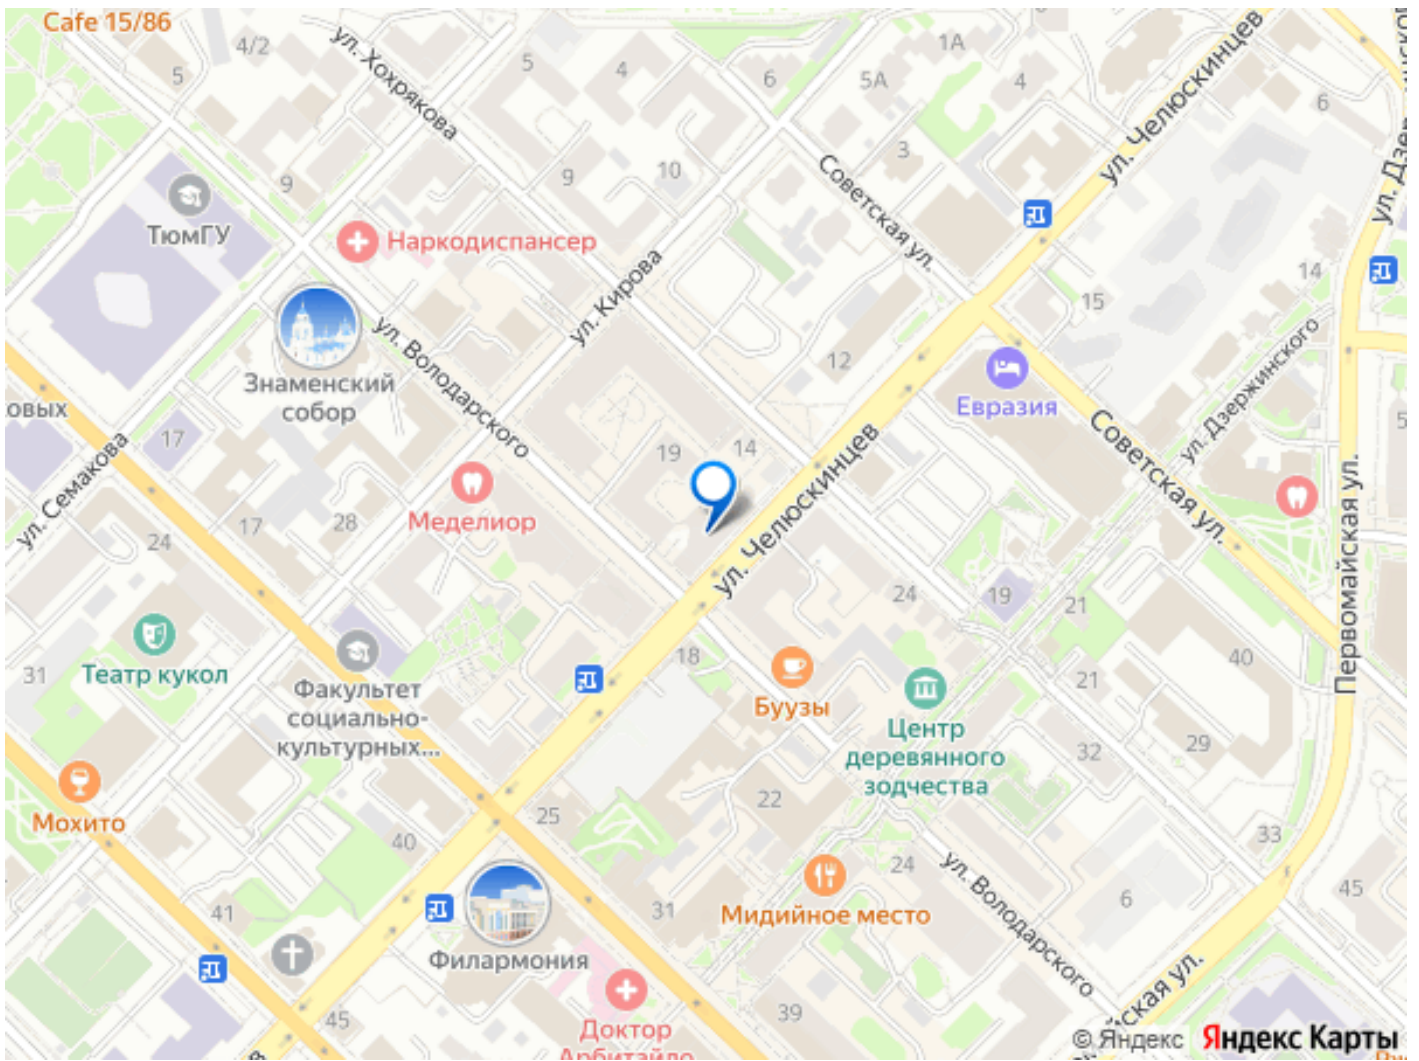 Cafe 15/86
4/2
5
ул. Хохрякова
5
4
6
1А
5А
4
6
ул. Челюскинцев
9
9
10
3
Советская ул.
ТюмГУ
Наркодиспансер
ул. Кирова
14
15
12
ул. Володарского
Знаменский
собор
Евразия
ул. Дзержинского
овых
17
19
14
ул. Челюскинцев
Советская ул.
5
ул. Семакова
Меделиор
17
28
24
Первомайская ул.
24
19
21
31
Театр кукол
18
40
Факультет
социально-
культурных...
Буузы
21
Центр
деревянного
зодчества
32
29
22
Мохито
25
40
33
24
ул. Володарского
6
45
41
31
Мидийное место
Филармония
45
39
Доктор
Арбитайло
йская ул.
© Яндекс Яндекс Карты